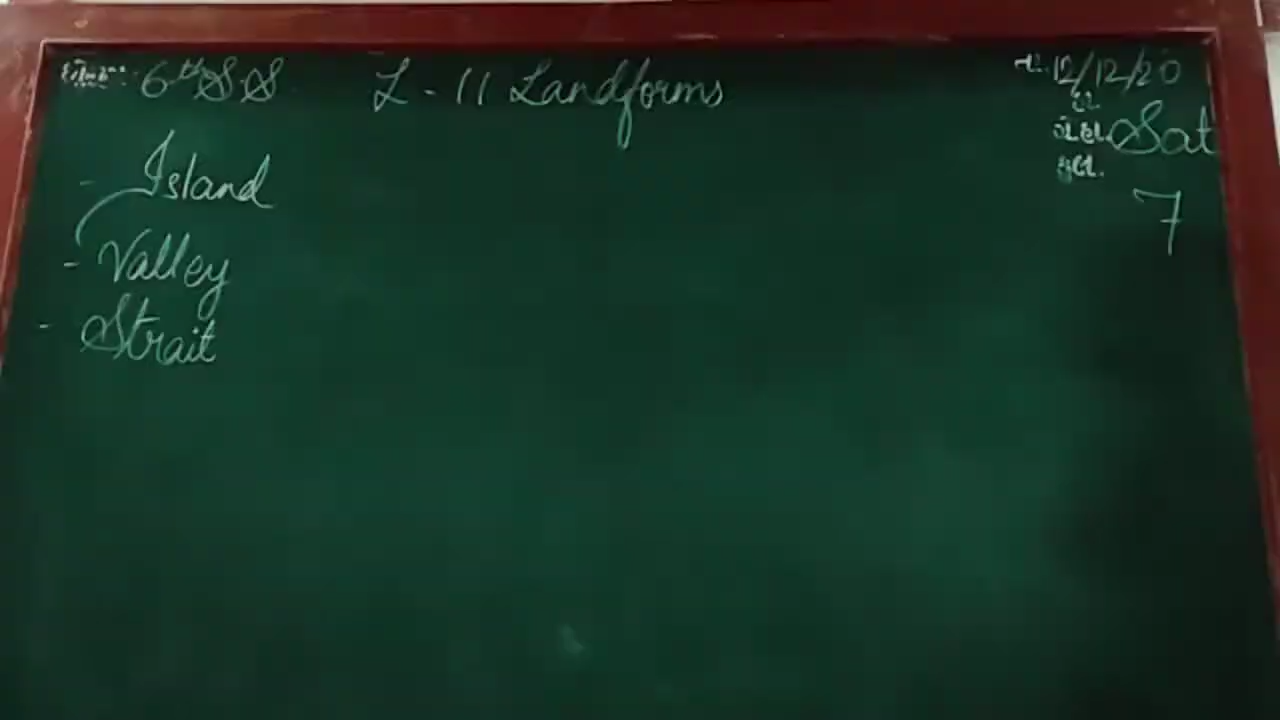 6th S.S. L - 11 Landforms
તા. 12/12/20
Sat
7
- Island
- Valley
- Strait